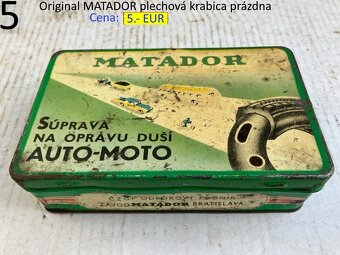 5
Original MATADOR plechová krabica prázdna
Cena: 5.- EUR
MATADOR
SÚPRAVA
NA OPRAVU DUŠÍ
AUTO-MOTO
ZÁVOD MATADOR BRATISLAVA